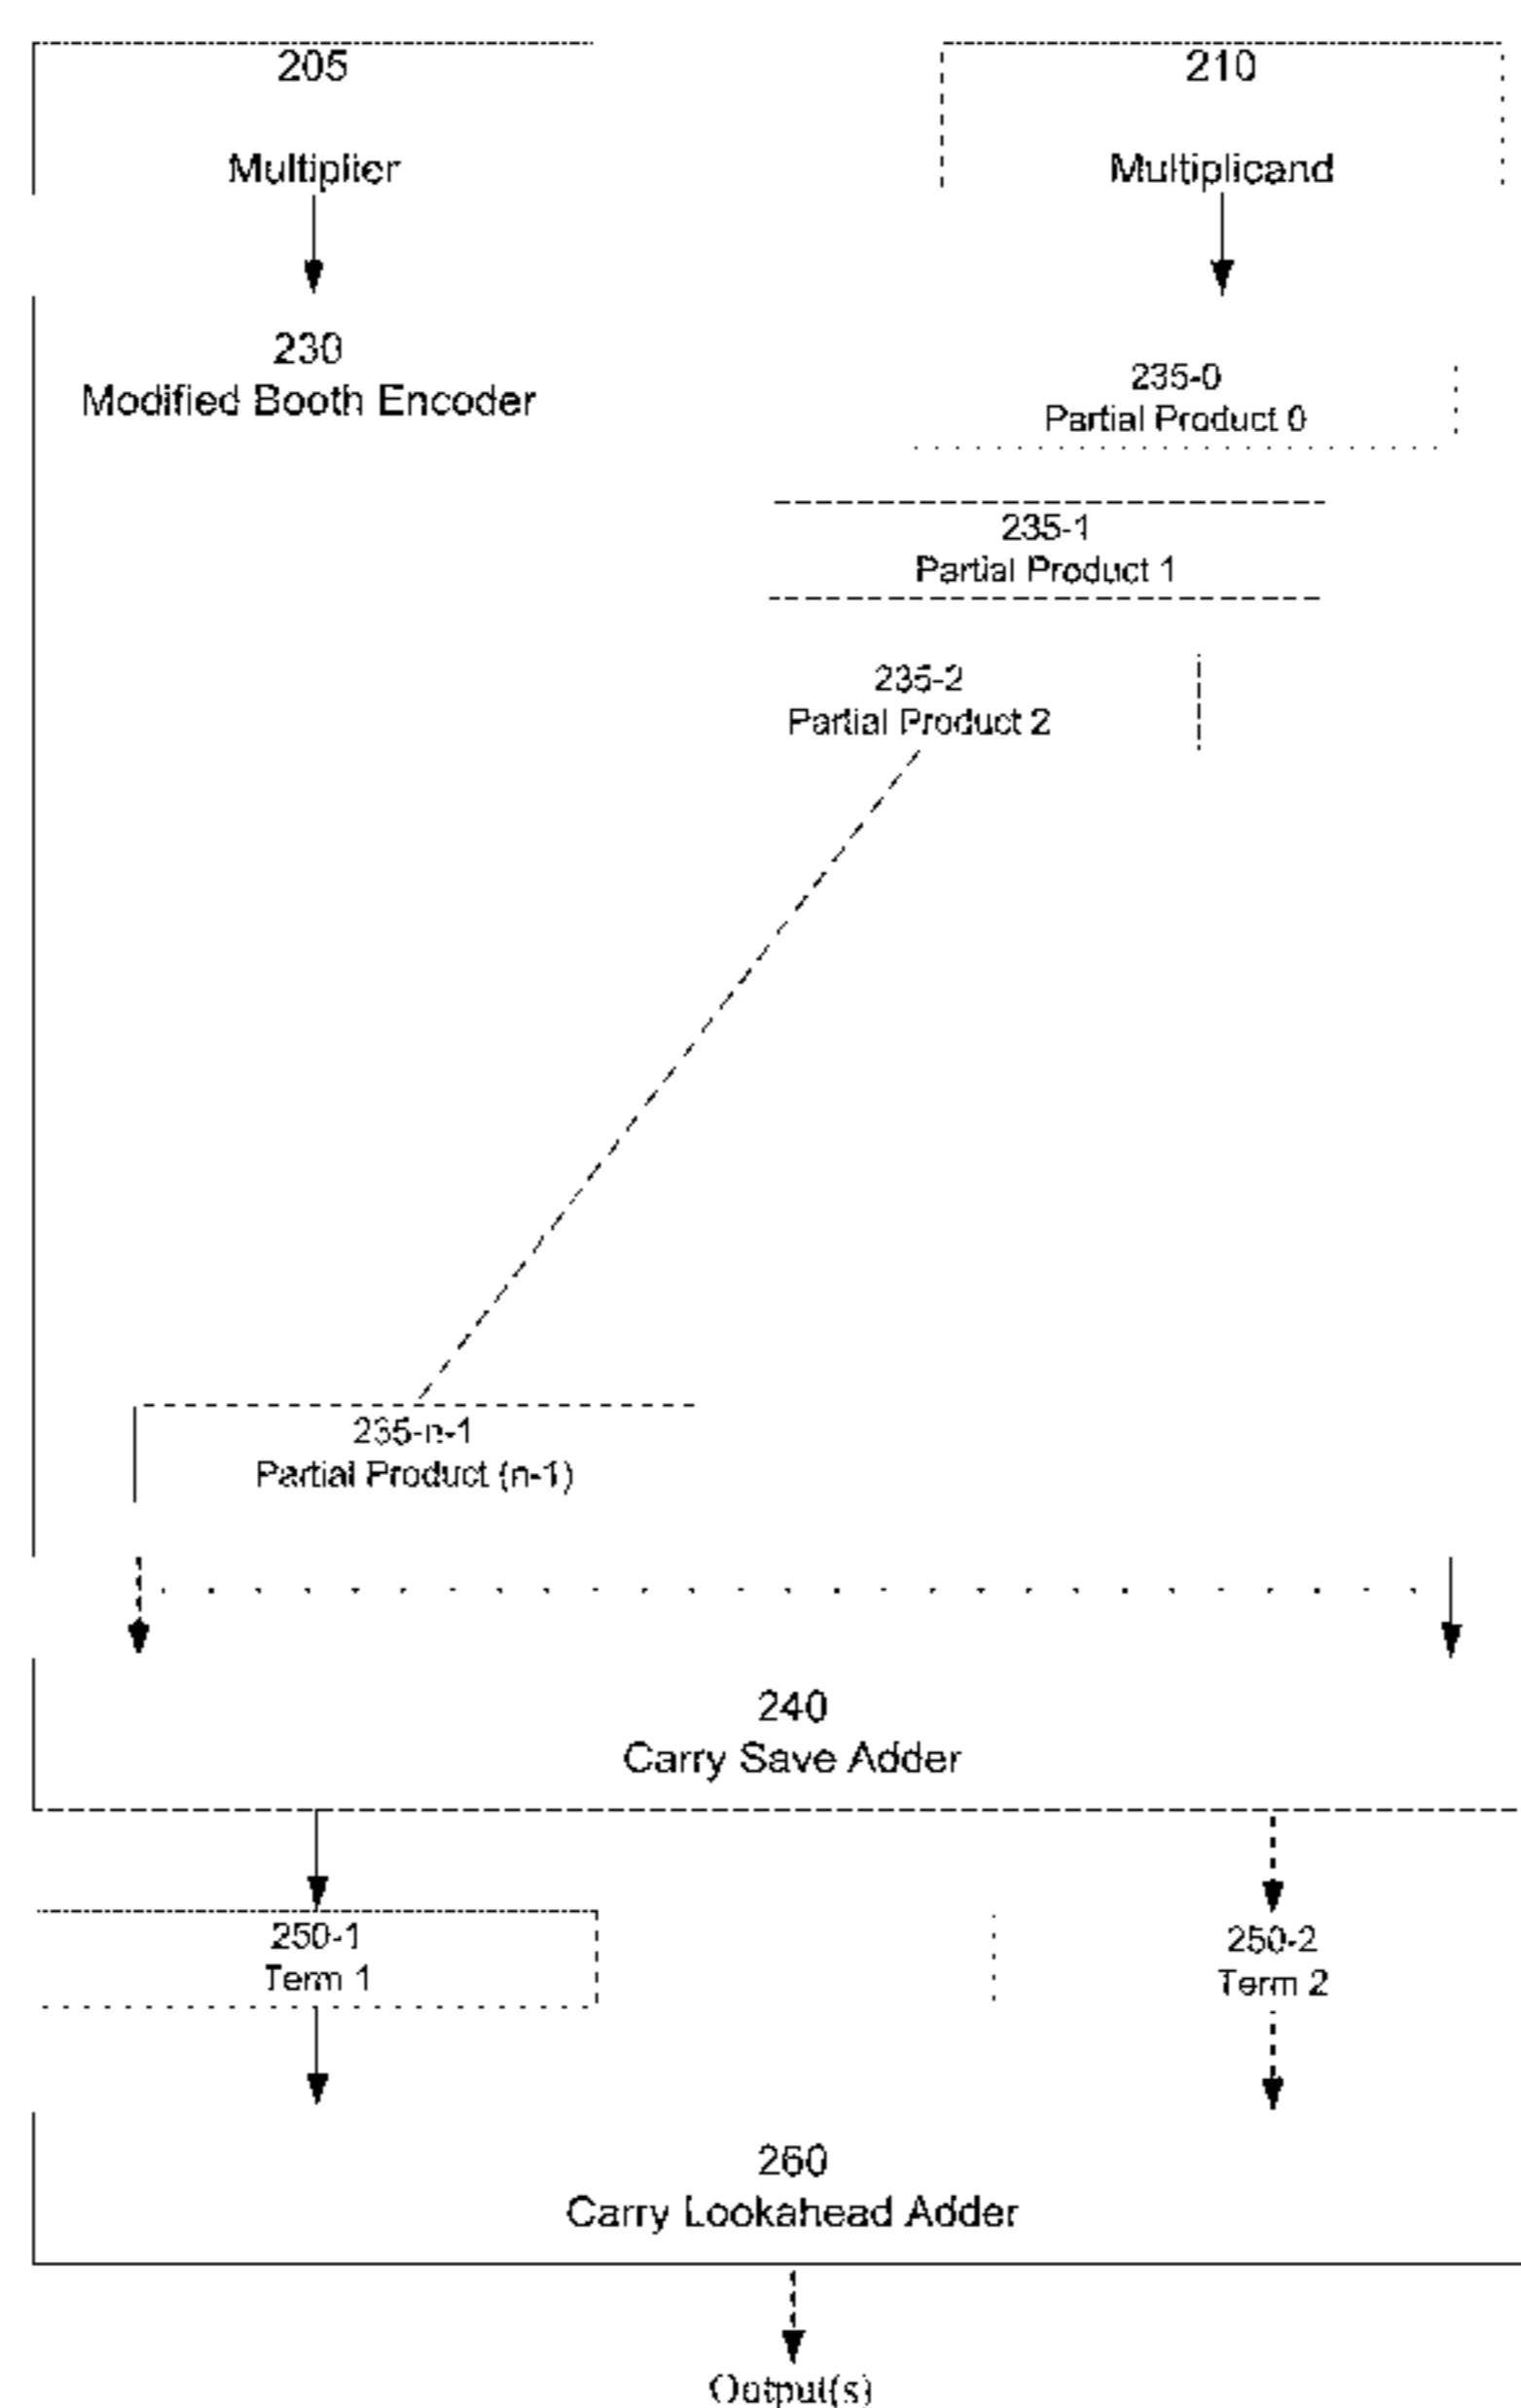 205
Multiplier
210
Multiplicand
230
Modified Booth Encoder
235-0
Partial Product 0
235-1
Partial Product 1
235-2
Partial Product 2
235-n-1
Partial Product (n-1)
240
Carry Save Adder
250-1
Term 1
250-2
Term 2
260
Carry Lookahead Adder
Output(s)